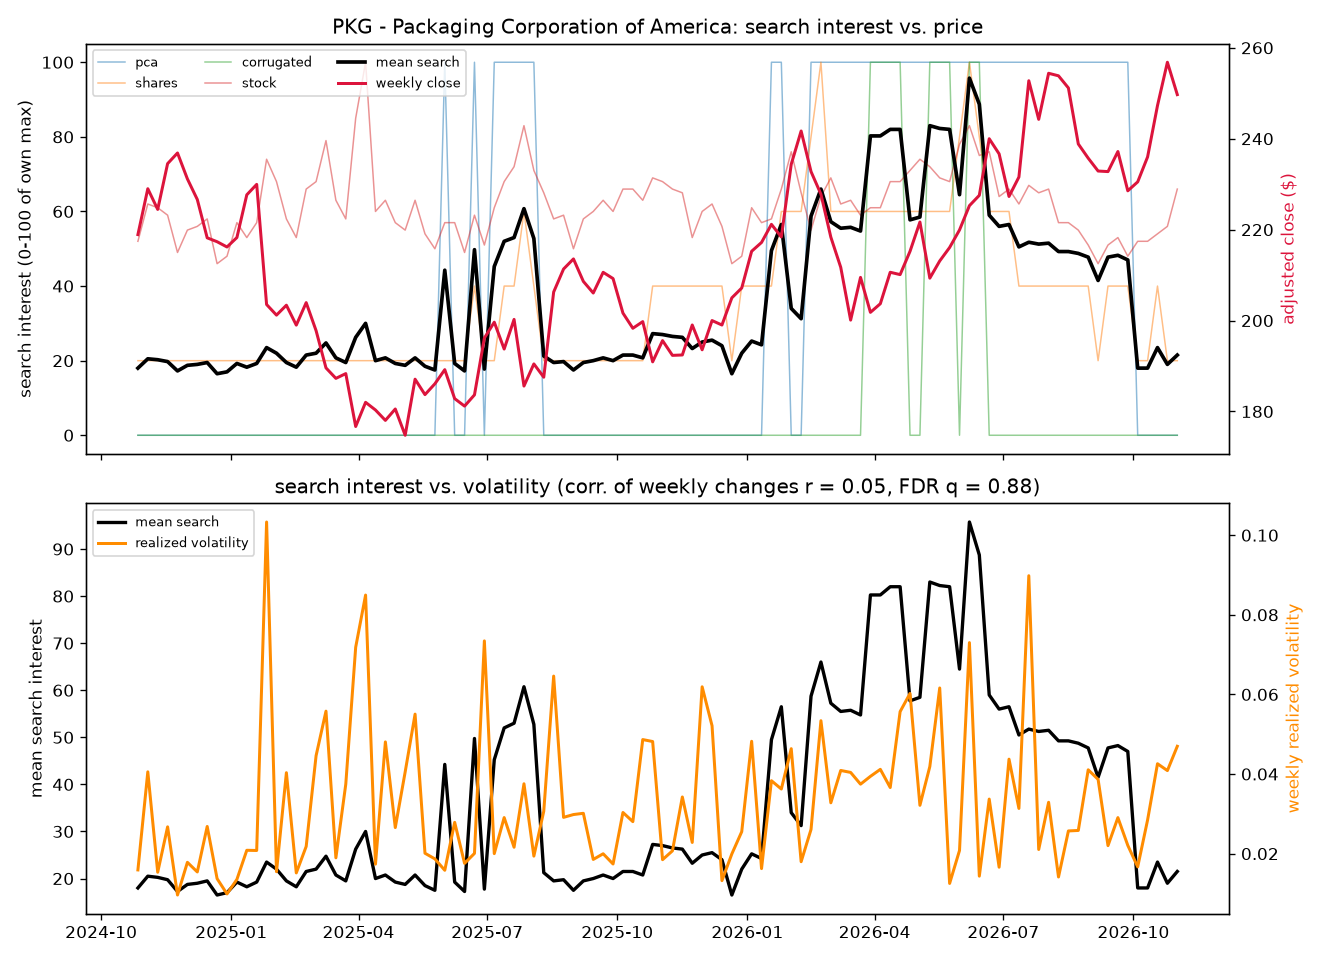 PKG - Packaging Corporation of America: search interest vs. price
pca
shares
corrugated
stock
mean search
weekly close
search interest (0-100 of own max)
100
80
60
40
20
0
adjusted close ($)
260
240
220
200
180
search interest vs. volatility (corr. of weekly changes r = 0.05, FDR q = 0.88)
mean search
realized volatility
mean search interest
90
80
70
60
50
40
30
20
weekly realized volatility
0.10
0.08
0.06
0.04
0.02
2024-10
2025-01
2025-04
2025-07
2025-10
2026-01
2026-04
2026-07
2026-10